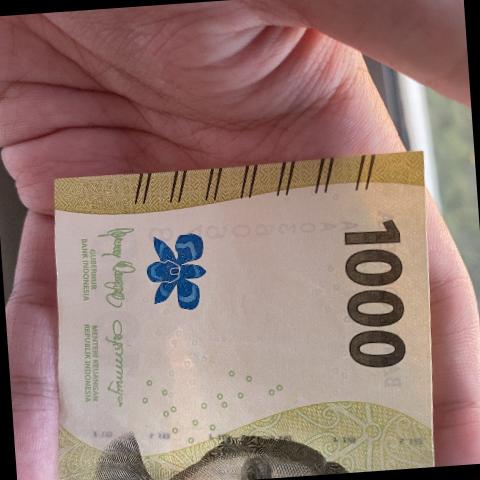 1000
GUBERNUR
BANK INDONESIA
MENTERI KEUANGAN
REPUBLIK INDONESIA